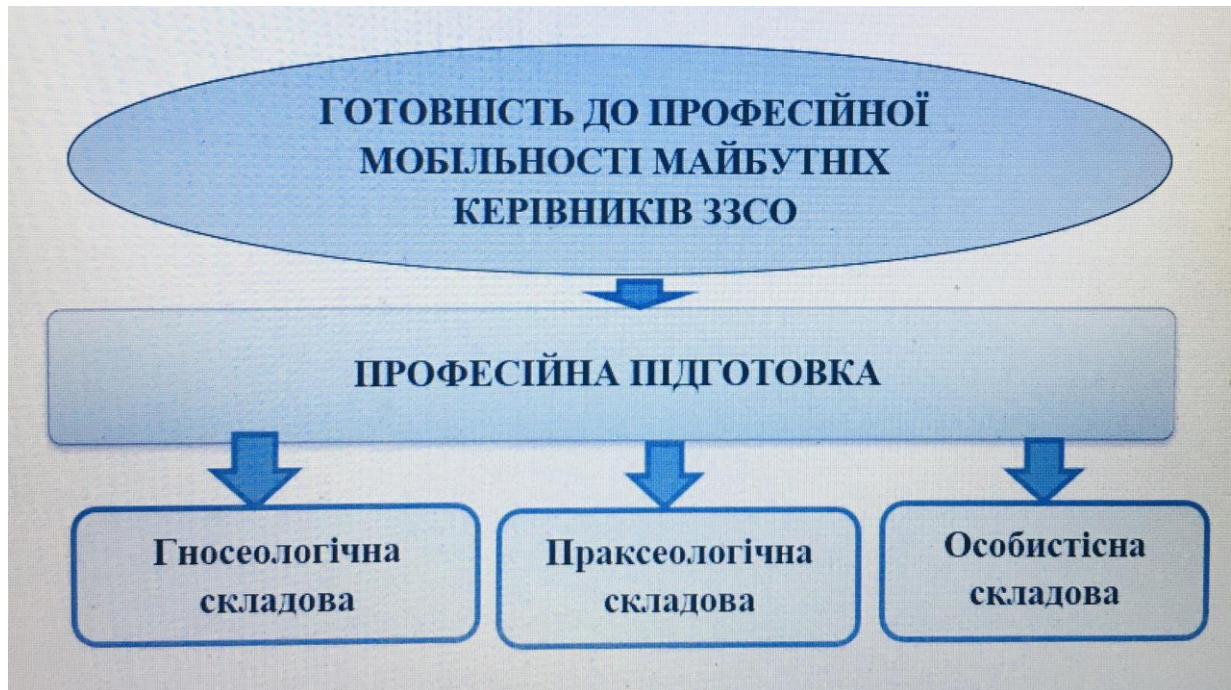 ГОТОВНІСТЬ ДО ПРОФЕСІЙНОЇ
МОБІЛЬНОСТІ МАЙБУТНІХ
КЕРІВНИКІВ ЗЗСО
ПРОФЕСІЙНА ПІДГОТОВКА
Гносеологічна
складова
Праксеологічна
складова
Особистісна
складова